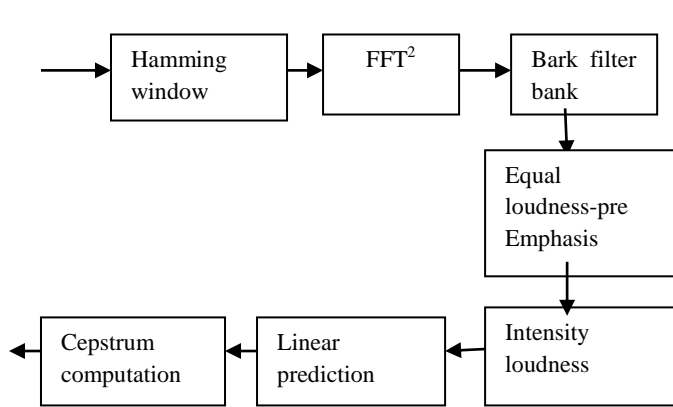 Hamming
window
FFT²
Bark filter
bank
Equal
loudness-pre
Emphasis
Intensity
loudness
Linear
prediction
Cepstrum
computation